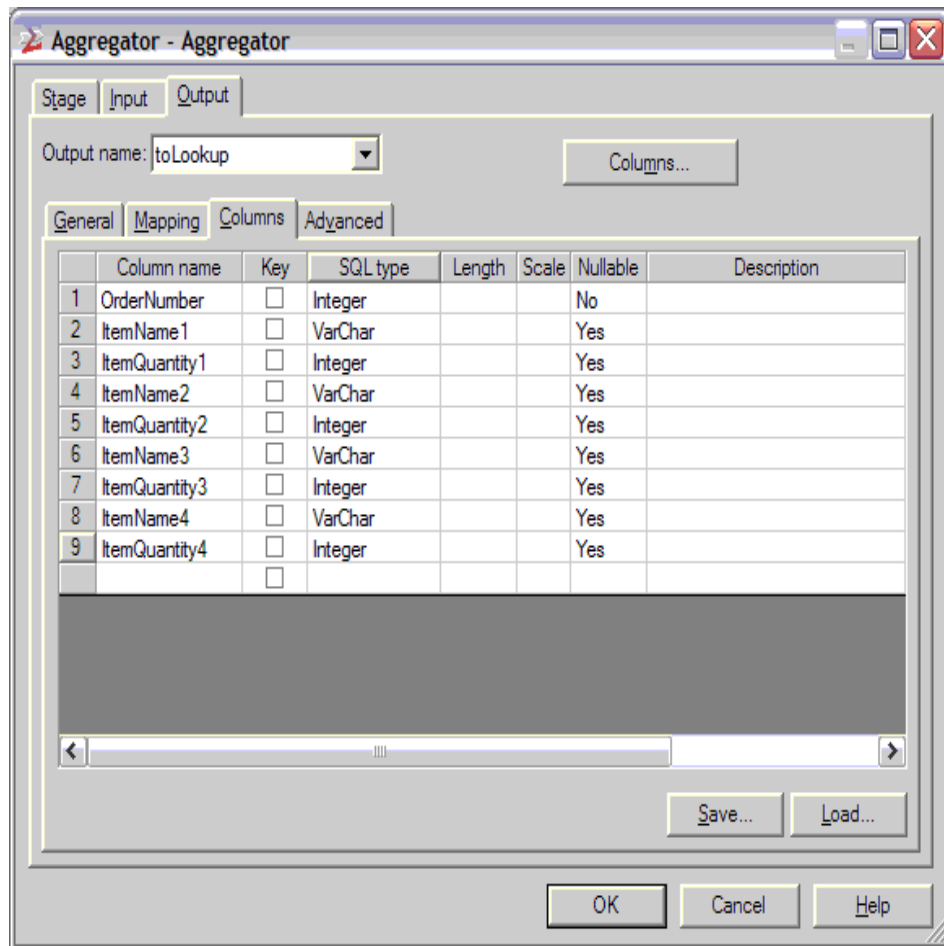 Aggregator - Aggregator
Stage Input Output
Output name: toLookup Columns...
General Mapping Columns Advanced
Column name Key SQL type Length Scale Nullable Description
1 OrderNumber Integer No
2 ItemName1 VarChar Yes
3 ItemQuantity1 Integer Yes
4 ItemName2 VarChar Yes
5 ItemQuantity2 Integer Yes
6 ItemName3 VarChar Yes
7 ItemQuantity3 Integer Yes
8 ItemName4 VarChar Yes
9 ItemQuantity4 Integer Yes
Save... Load...
OK Cancel Help